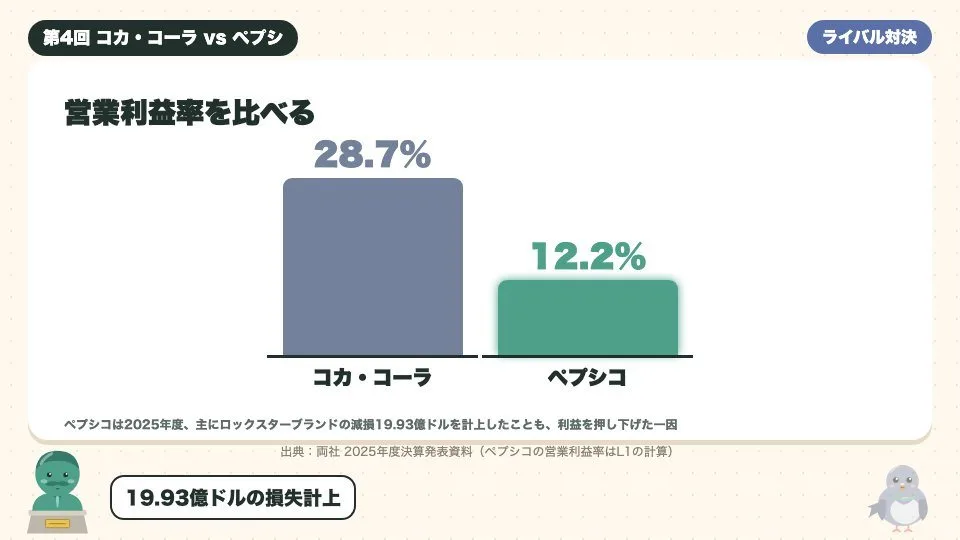 第4回 コカ・コーラ vs ペプシ
ライバル対決
営業利益率を比べる
28.7%
12.2%
コカ・コーラ
ペプシコ
ペプシコは2025年度、主にロックスターブランドの減損19.93億ドルを計上したことも、利益を押し下げた一因
出典：両社 2025年度決算発表資料（ペプシコの営業利益率はL1の計算）
19.93億ドルの損失計上